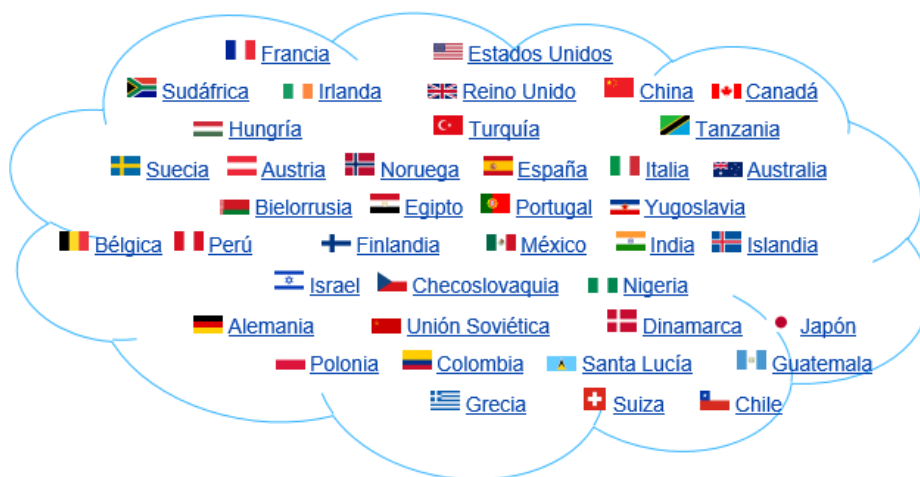 Francia Estados Unidos
Sudáfrica Irlanda Reino Unido China Canadá
Hungría Turquía Tanzania
Suecia Austria Noruega España Italia Australia
Bielorrusia Egipto Portugal Yugoslavia
Bélgica Perú Finlandia México India Islandia
Israel Checoslovaquia Nigeria
Alemania Unión Soviética Dinamarca Japón
Polonia Colombia Santa Lucía Guatemala
Grecia Suiza Chile